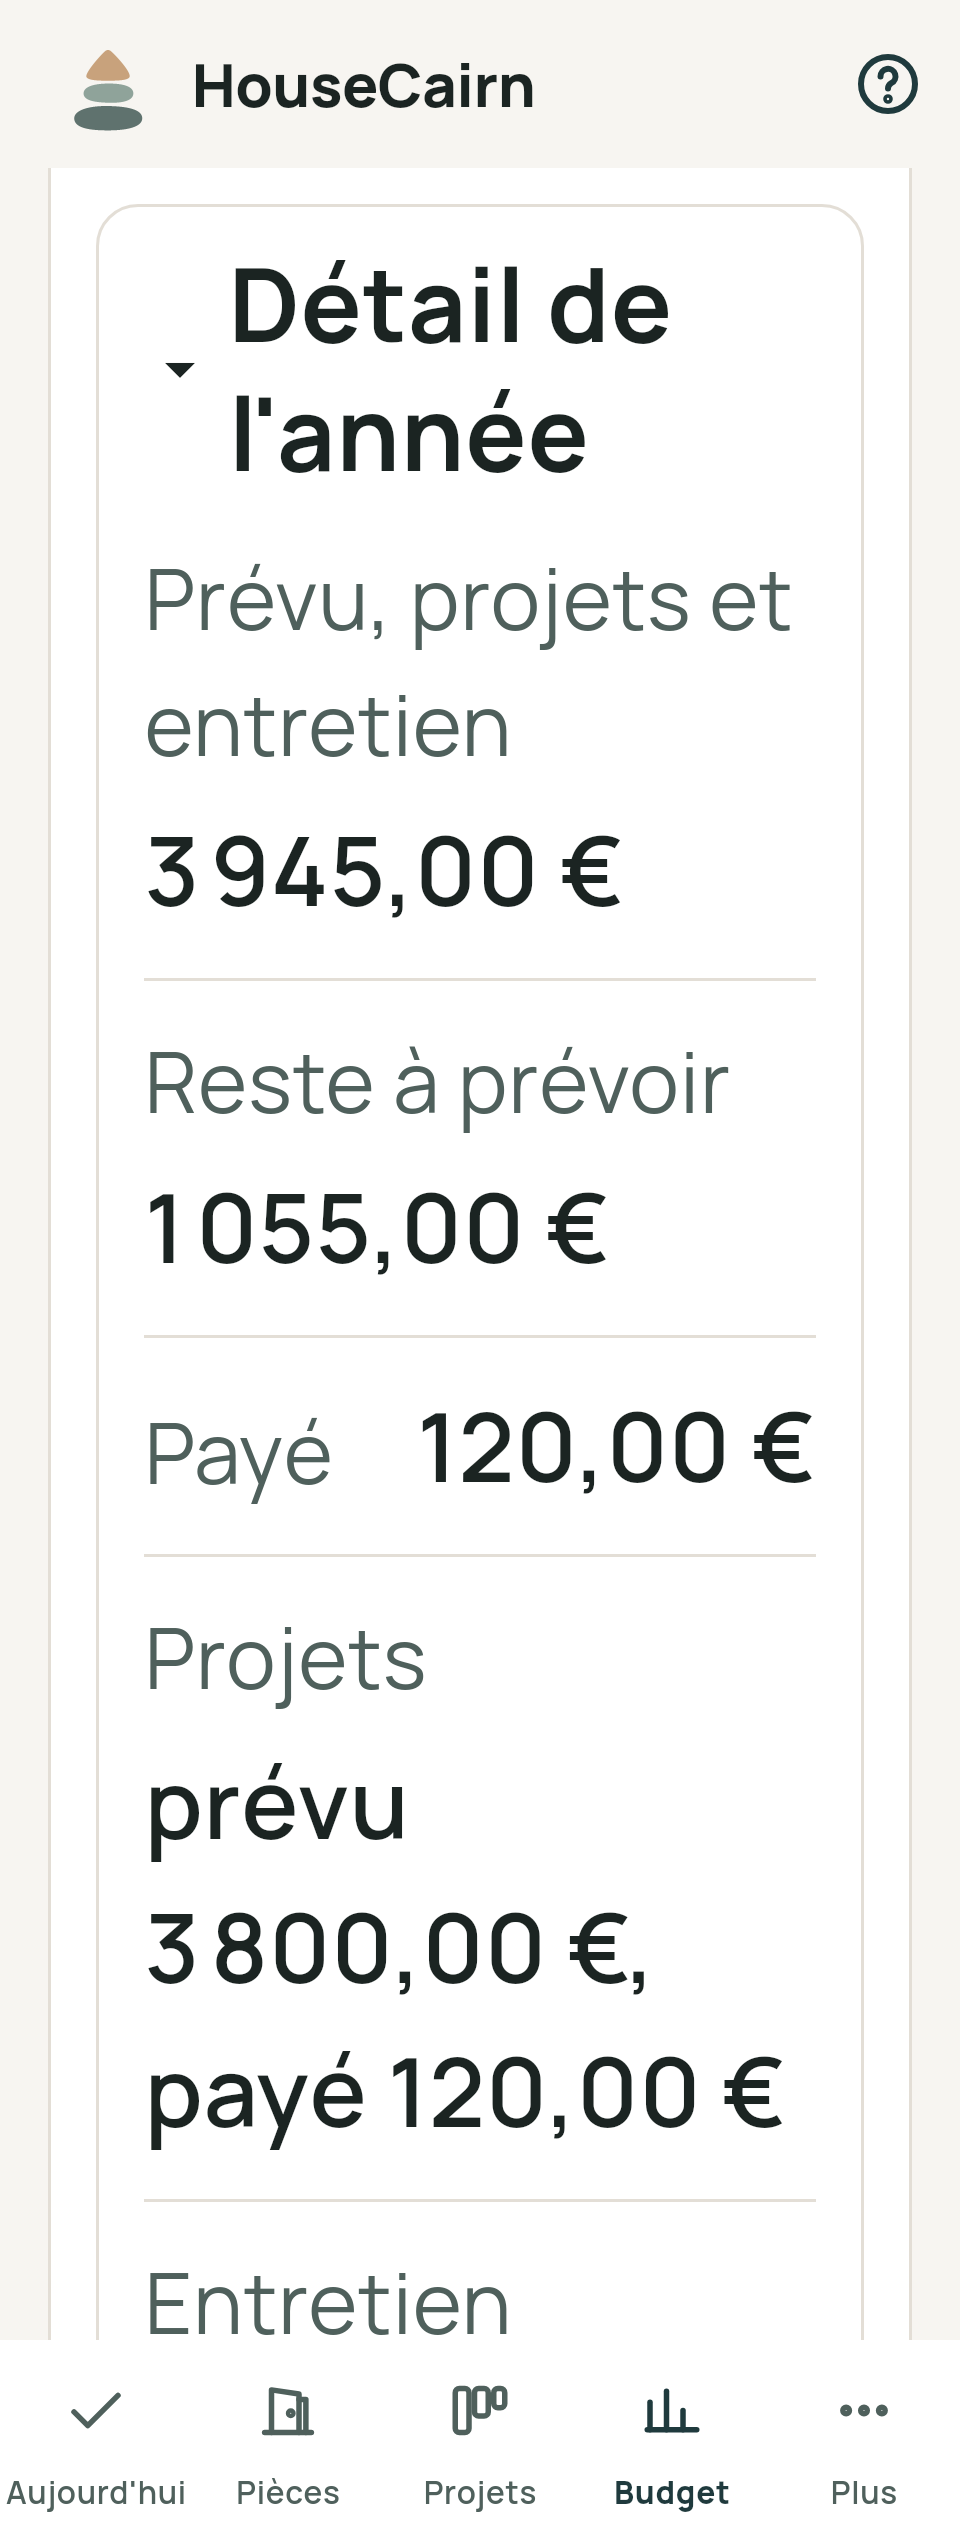 HouseCairn
Détail de
l'année
Prévu, projets et
entretien
3 945,00 €
Reste à prévoir
1 055,00 €
Payé 120,00 €
Projets
prévu
3 800,00 €,
payé 120,00 €
Entretien
Aujourd'hui Pièces Projets Budget Plus